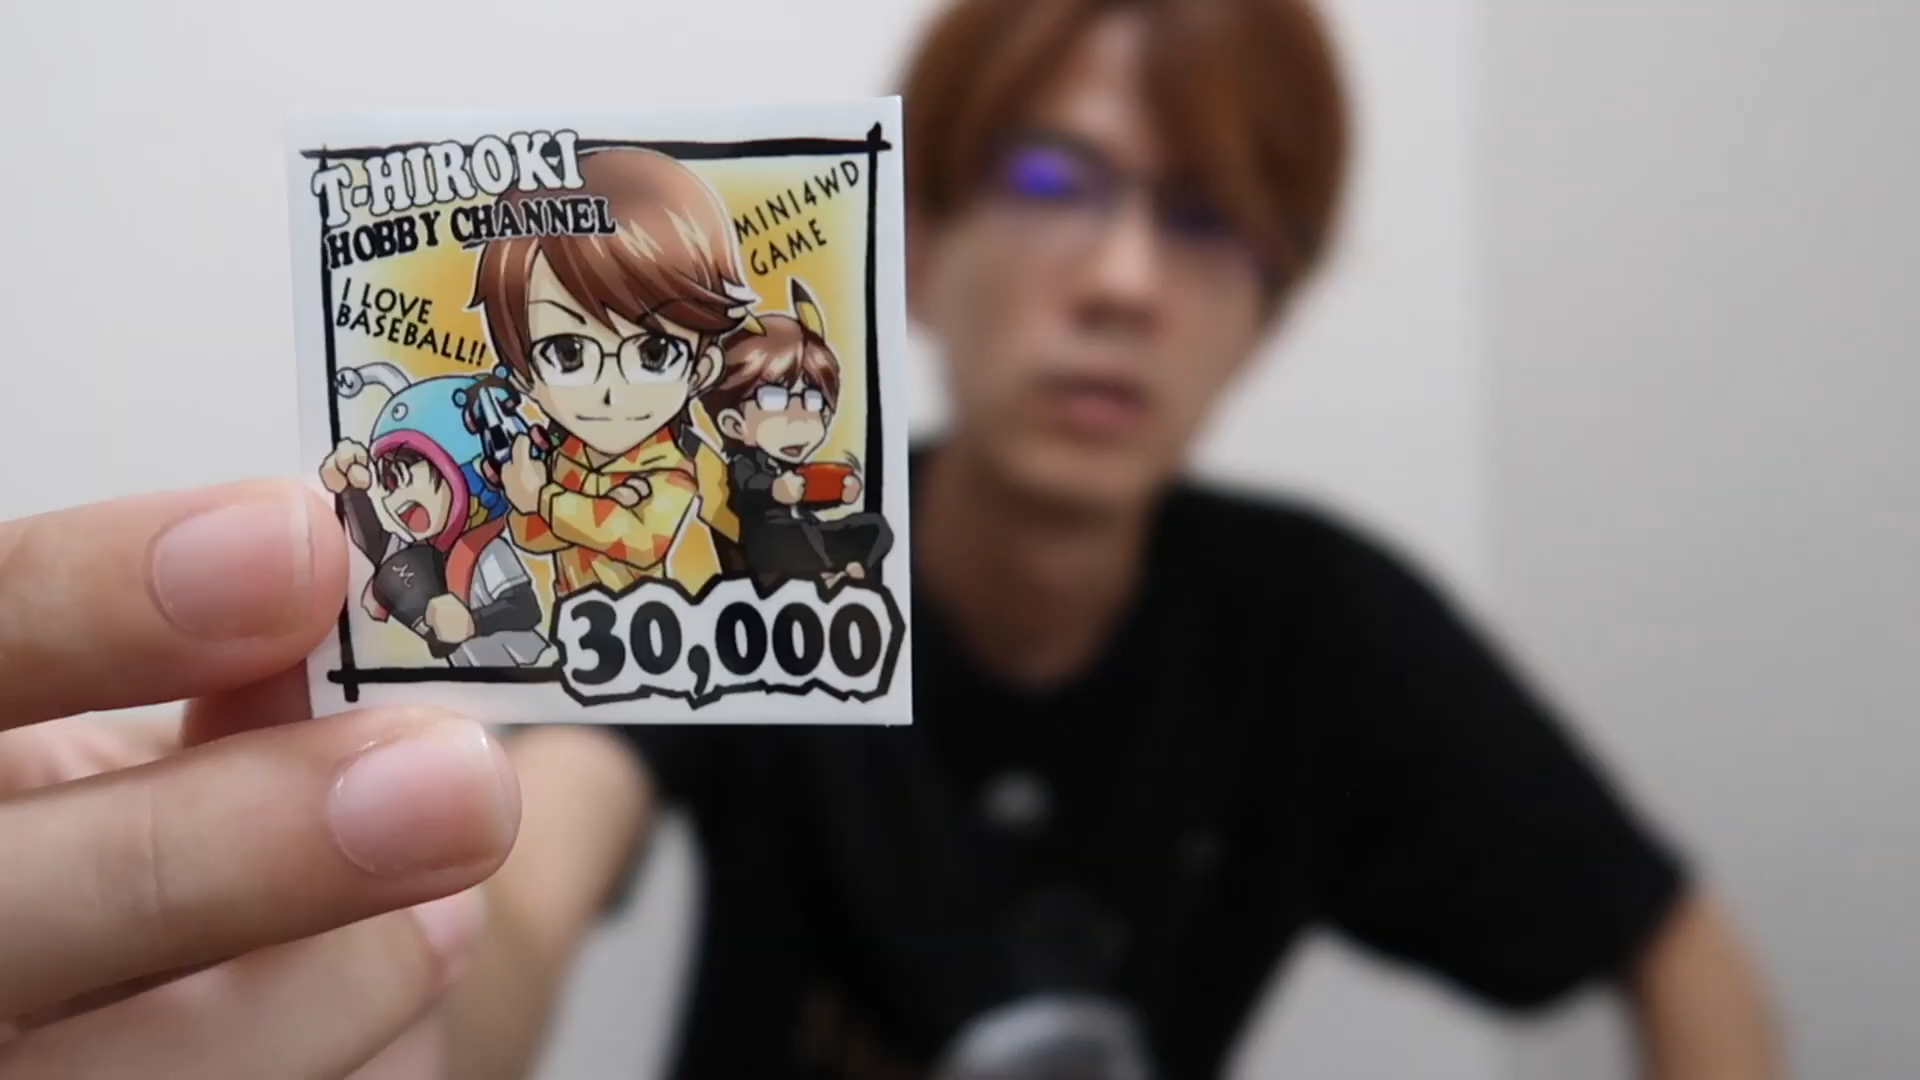 T-HIROKI
HOBBY CHANNEL
MINI4WD
GAME
I LOVE
BASEBALL!!
M
M
30,000